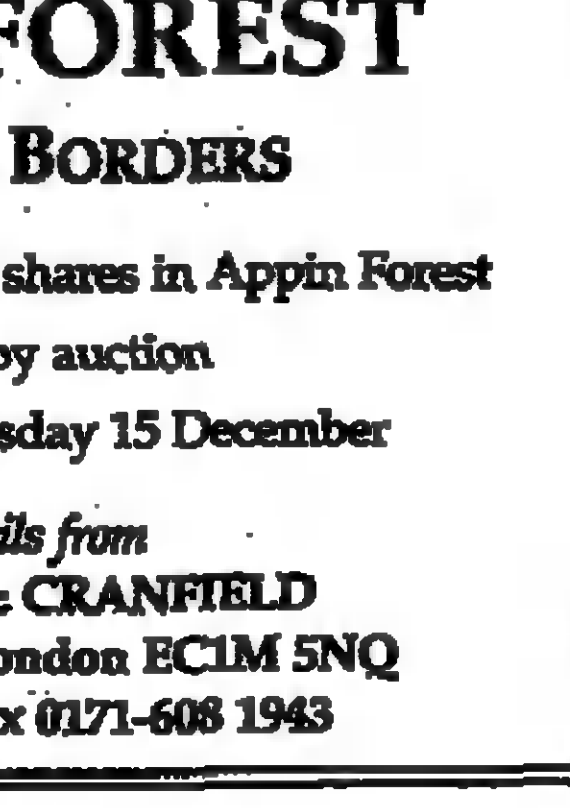 FOREST
BORDERS
shares in Appin Forest
by auction
sday 15 December
ils from
CRANFIELD
ondon EC1M 5NQ
x 0171-608 1943